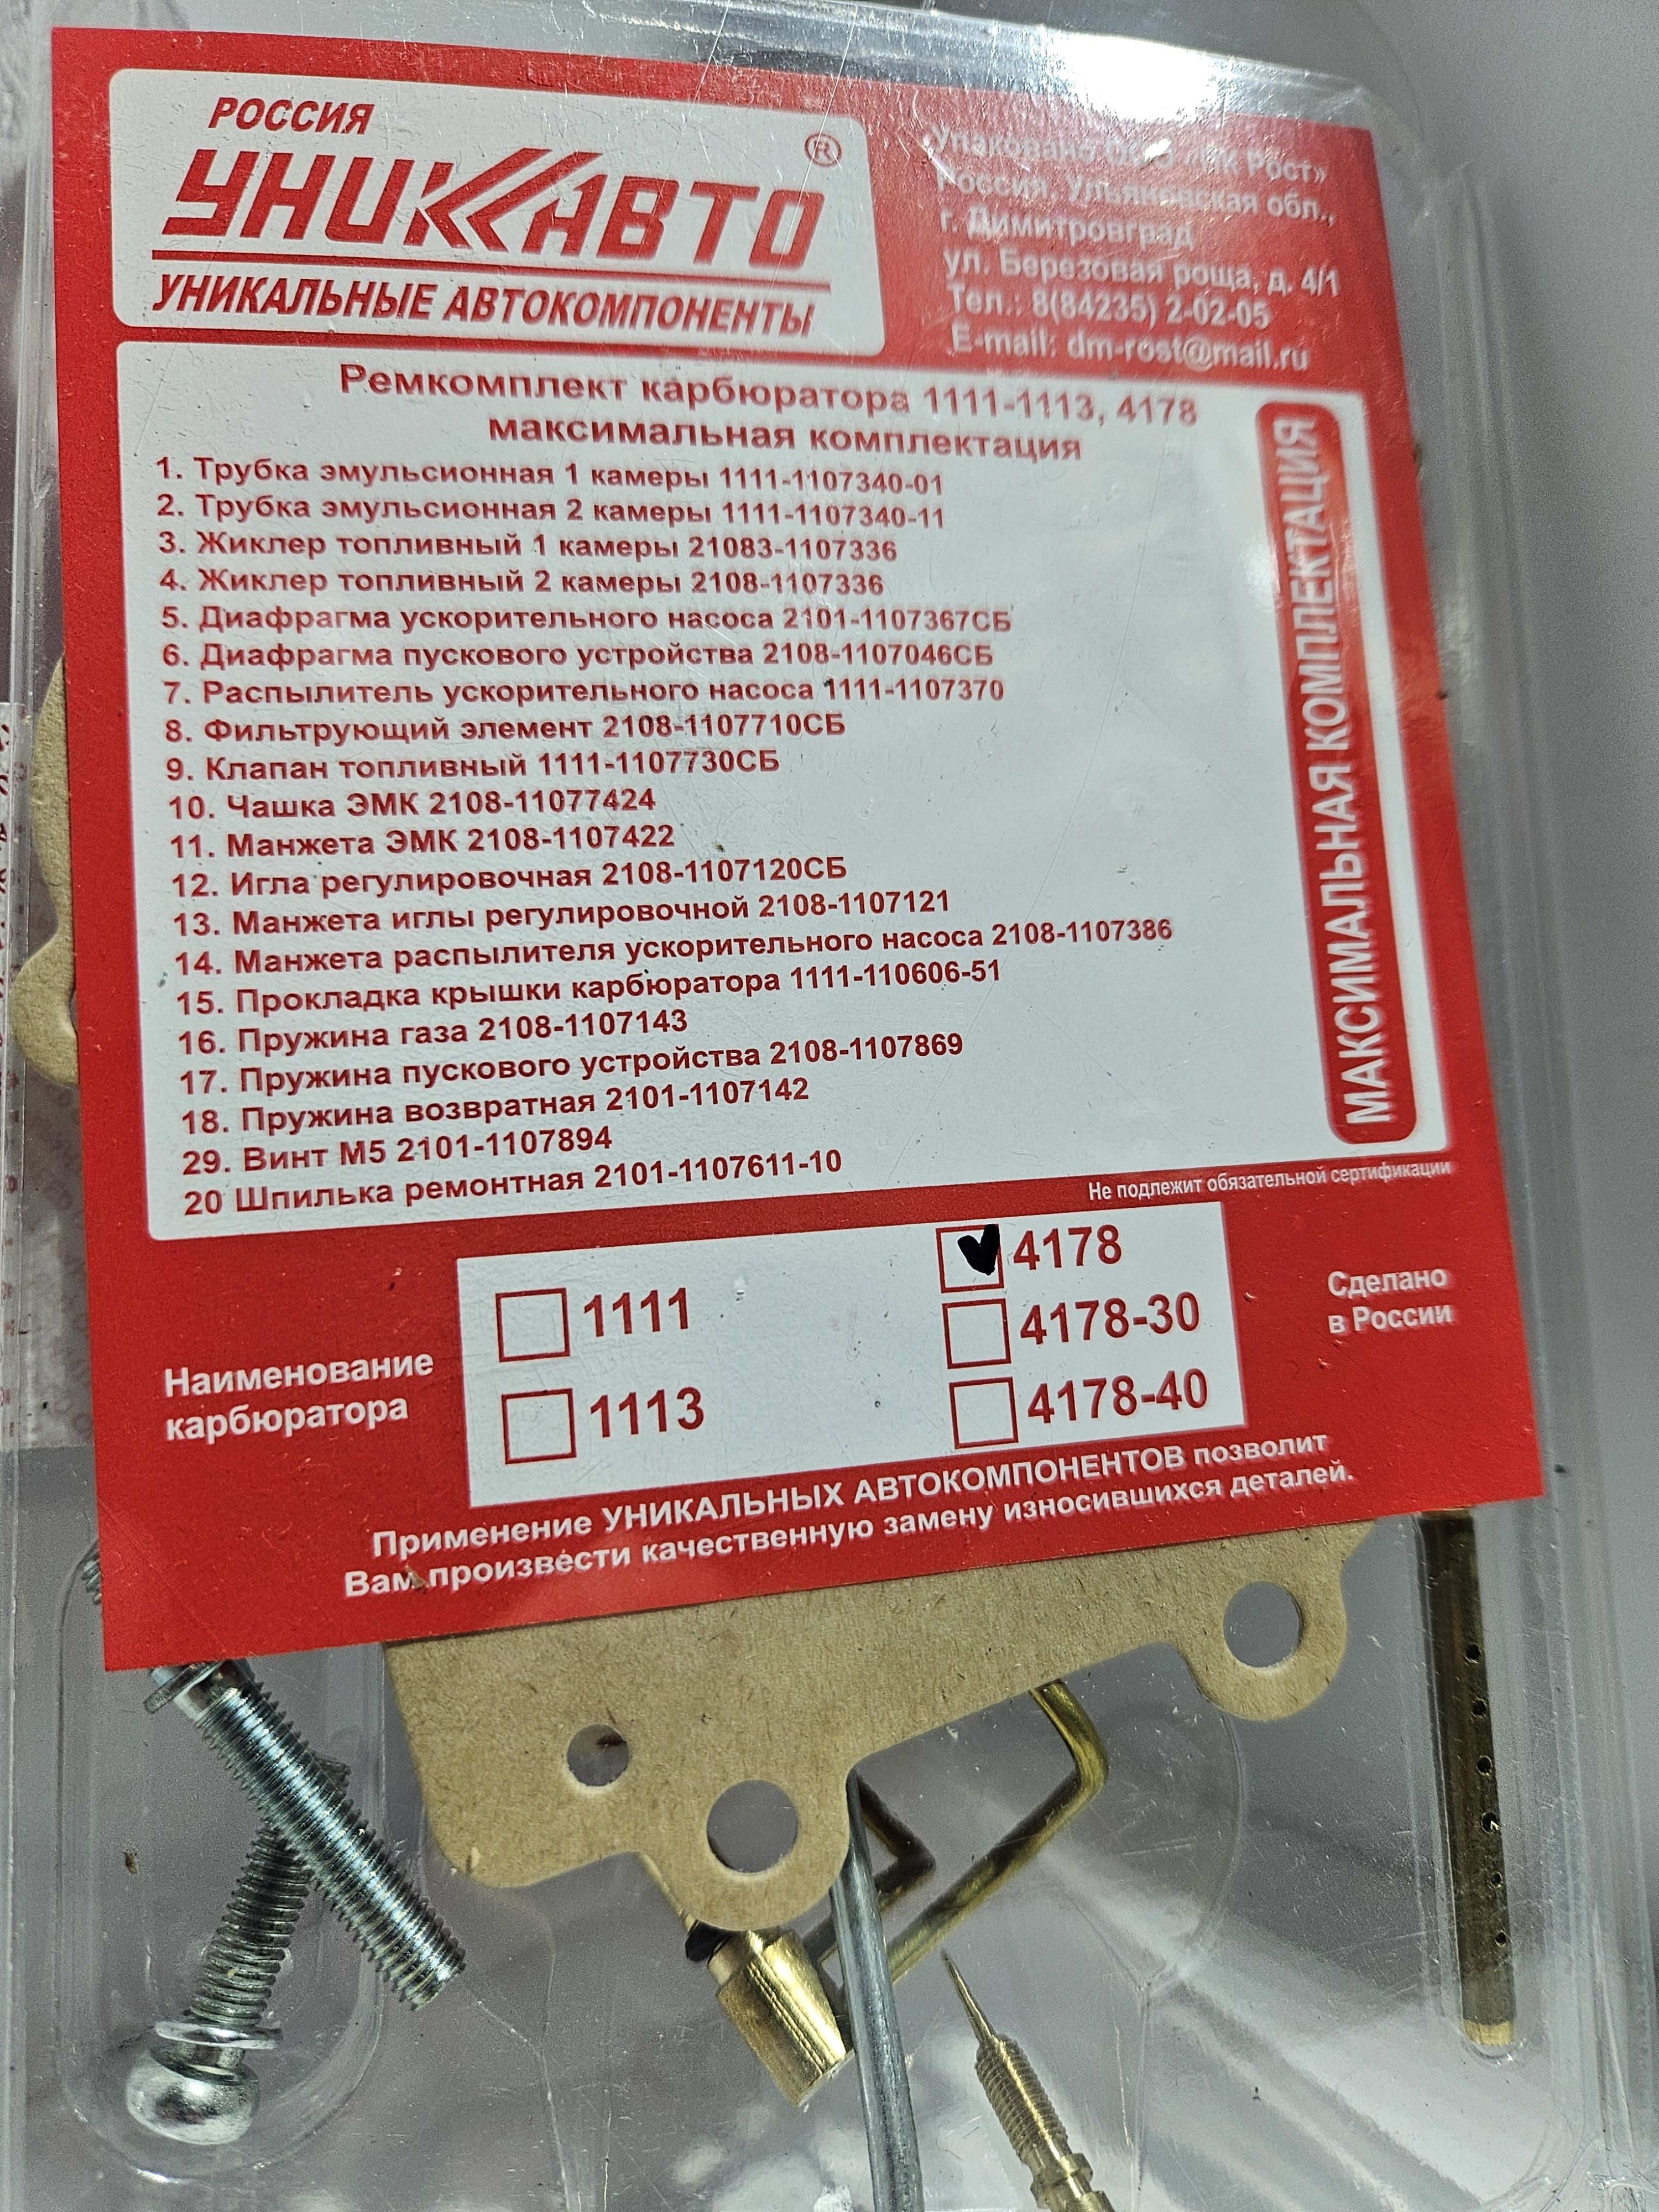 РОССИЯ
УНИКАВТО ®
УНИКАЛЬНЫЕ АВТОКОМПОНЕНТЫ
Упаковано ООО «ПК Рост»
Россия, Ульяновская обл.,
г. Димитровград
ул. Березовая роща, д. 4/1
Тел.: 8(84235) 2-02-05
E-mail: dm-rost@mail.ru
Ремкомплект карбюратора 1111-1113, 4178
максимальная комплектация
1. Трубка эмульсионная 1 камеры 1111-1107340-01
2. Трубка эмульсионная 2 камеры 1111-1107340-11
3. Жиклер топливный 1 камеры 21083-1107336
4. Жиклер топливный 2 камеры 2108-1107336
5. Диафрагма ускорительного насоса 2101-1107367СБ
6. Диафрагма пускового устройства 2108-1107046СБ
7. Распылитель ускорительного насоса 1111-1107370
8. Фильтрующий элемент 2108-1107710СБ
9. Клапан топливный 1111-1107730СБ
10. Чашка ЭМК 2108-11077424
11. Манжета ЭМК 2108-1107422
12. Игла регулировочная 2108-1107120СБ
13. Манжета иглы регулировочной 2108-1107121
14. Манжета распылителя ускорительного насоса 2108-1107386
15. Прокладка крышки карбюратора 1111-110606-51
16. Пружина газа 2108-1107143
17. Пружина пускового устройства 2108-1107869
18. Пружина возвратная 2101-1107142
29. Винт М5 2101-1107894
20 Шпилька ремонтная 2101-1107611-10
МАКСИМАЛЬНАЯ КОМПЛЕКТАЦИЯ
Не подлежит обязательной сертификации
Наименование
карбюратора
1111
1113
4178
4178-30
4178-40
Сделано
в России
Применение УНИКАЛЬНЫХ АВТОКОМПОНЕНТОВ позволит
Вам произвести качественную замену износившихся деталей.